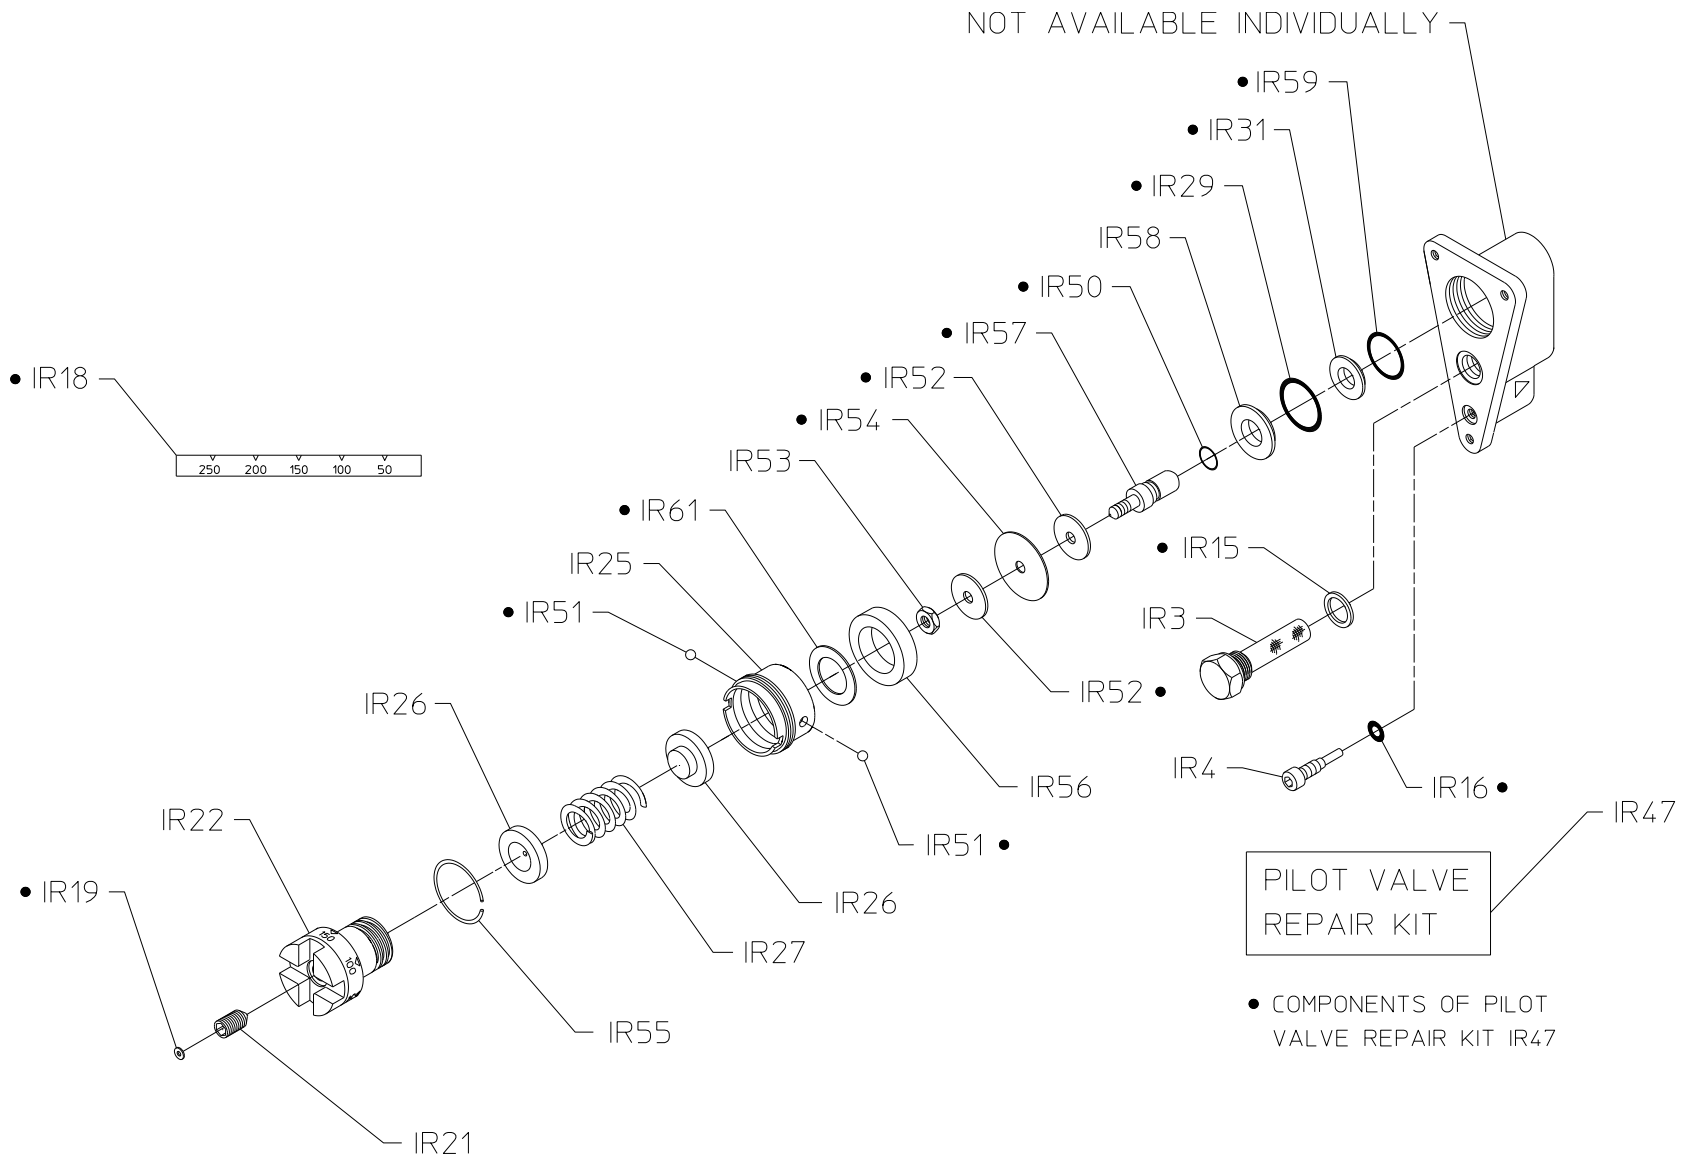 NOT AVAILABLE INDIVIDUALLY
● IR59
● IR31
● IR29
IR58
● IR50
● IR57
● IR18
● IR52
● IR54
IR53
250 200 150 100 50
● IR61
● IR15
IR25
● IR51
IR3
IR52 ●
IR26
IR4
IR56
IR16 ●
IR22
IR47
IR51 ●
PILOT VALVE
REPAIR KIT
● IR19
IR26
150
100
IR27
● COMPONENTS OF PILOT
VALVE REPAIR KIT IR47
IR55
IR21